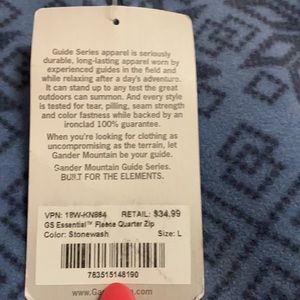 Guide Series apparel is seriously
durable, long-lasting apparel worn by
experienced guides in the field and
while relaxing after a day's adventure.
It can stand up to any test the great
outdoors can summon. And every style
is tested for tear, pilling, seam strength
and color fastness while backed by an
ironclad 100% guarantee.
When you're looking for clothing as
uncompromising as the terrain, let
Gander Mountain be your guide.
Gander Mountain Guide Series.
BUILT FOR THE ELEMENTS.
VPN: 18W-KN884 RETAIL: $34.99
GS Essential™ Fleece Quarter Zip
Color: Stonewash Size: L
783515148190